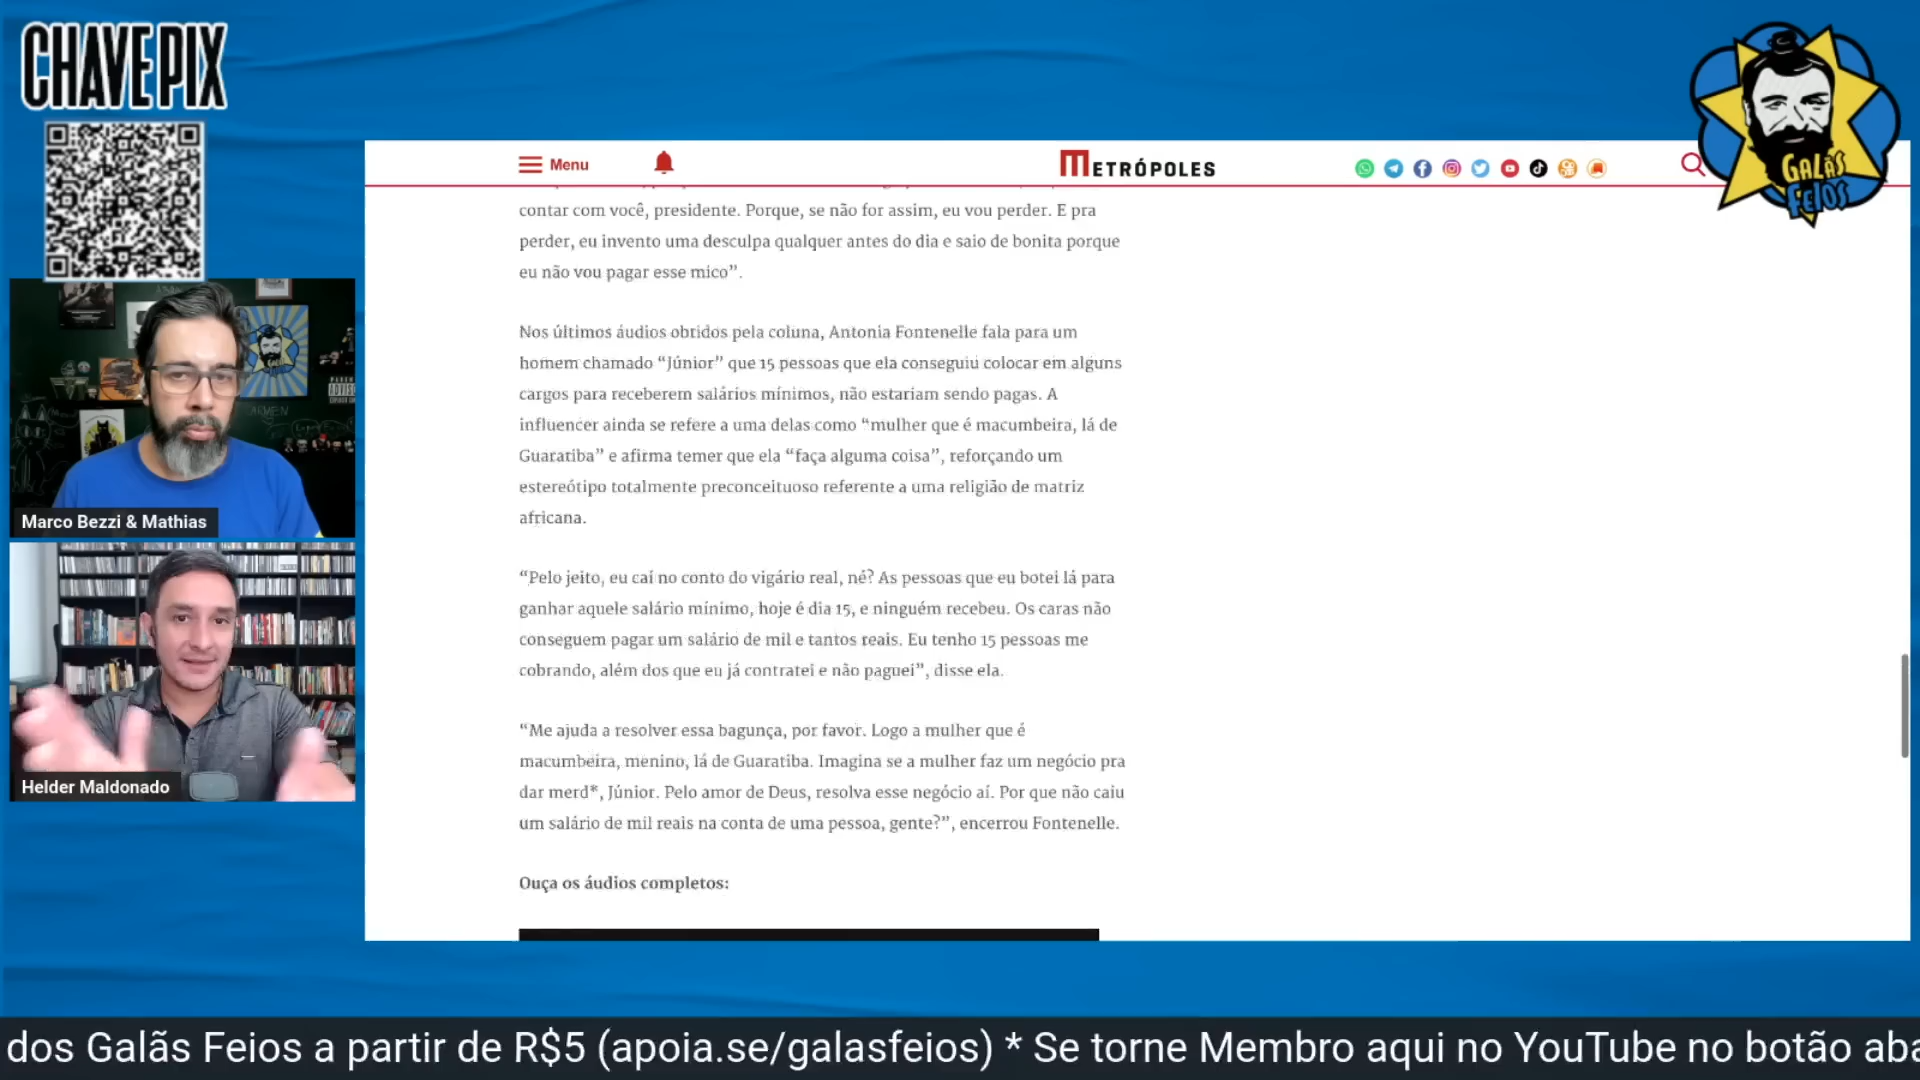 CHAVE PIX
GALÃS
FEIOS
Menu
METRÓPOLES
contar com você, presidente. Porque, se não for assim, eu vou perder. E pra
perder, eu invento uma desculpa qualquer antes do dia e saio de bonita porque
eu não vou pagar esse mico”.
Nos últimos áudios obtidos pela coluna, Antonia Fontenelle fala para um
homem chamado “Júnior” que 15 pessoas que ela conseguiu colocar em alguns
cargos para receberem salários mínimos, não estariam sendo pagas. A
influencer ainda se refere a uma delas como “mulher que é macumbeira, lá de
Guaratiba” e afirma temer que ela “faça alguma coisa”, reforçando um
estereótipo totalmente preconceituoso referente a uma religião de matriz
africana.
“Pelo jeito, eu caí no conto do vigário real, né? As pessoas que eu botei lá para
ganhar aquele salário mínimo, hoje é dia 15, e ninguém recebeu. Os caras não
conseguem pagar um salário de mil e tantos reais. Eu tenho 15 pessoas me
cobrando, além dos que eu já contratei e não paguei”, disse ela.
“Me ajuda a resolver essa bagunça, por favor. Logo a mulher que é
macumbeira, menino, lá de Guaratiba. Imagina se a mulher faz um negócio pra
dar merd*, Júnior. Pelo amor de Deus, resolva esse negócio aí. Por que não caiu
um salário de mil reais na conta de uma pessoa, gente?”, encerrou Fontenelle.
Ouça os áudios completos:
Marco Bezzi & Mathias
Helder Maldonado
dos Galãs Feios a partir de R$5 (apoia.se/galasfeios) * Se torne Membro aqui no YouTube no botão aba